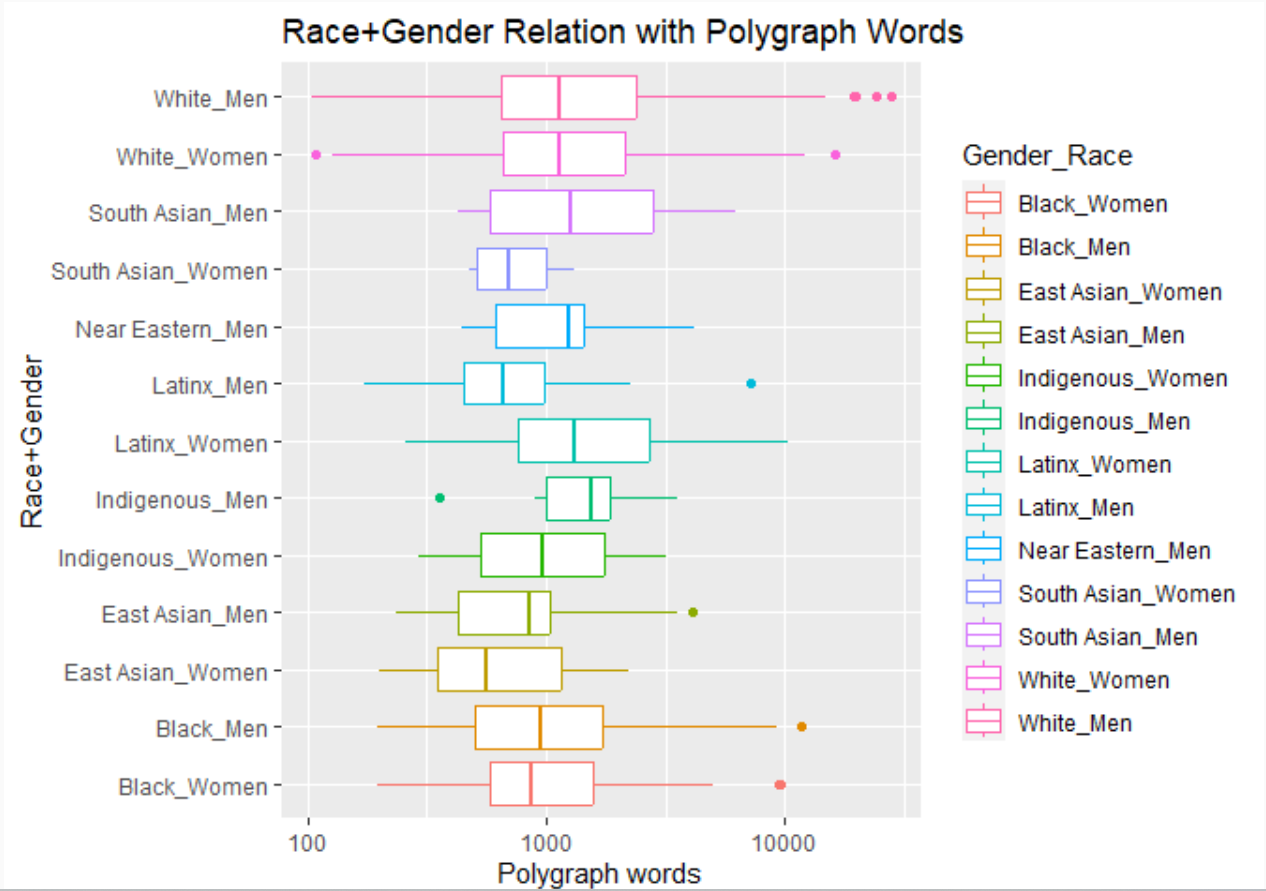 Race+Gender Relation with Polygraph Words
White_Men
White_Women
South Asian_Men
South Asian_Women
Near Eastern_Men
Latinx_Men
Latinx_Women
Indigenous_Men
Indigenous_Women
East Asian_Men
East Asian_Women
Black_Men
Black_Women
Race+Gender
100 1000 10000
Polygraph words
Gender_Race
Black_Women
Black_Men
East Asian_Women
East Asian_Men
Indigenous_Women
Indigenous_Men
Latinx_Women
Latinx_Men
Near Eastern_Men
South Asian_Women
South Asian_Men
White_Women
White_Men